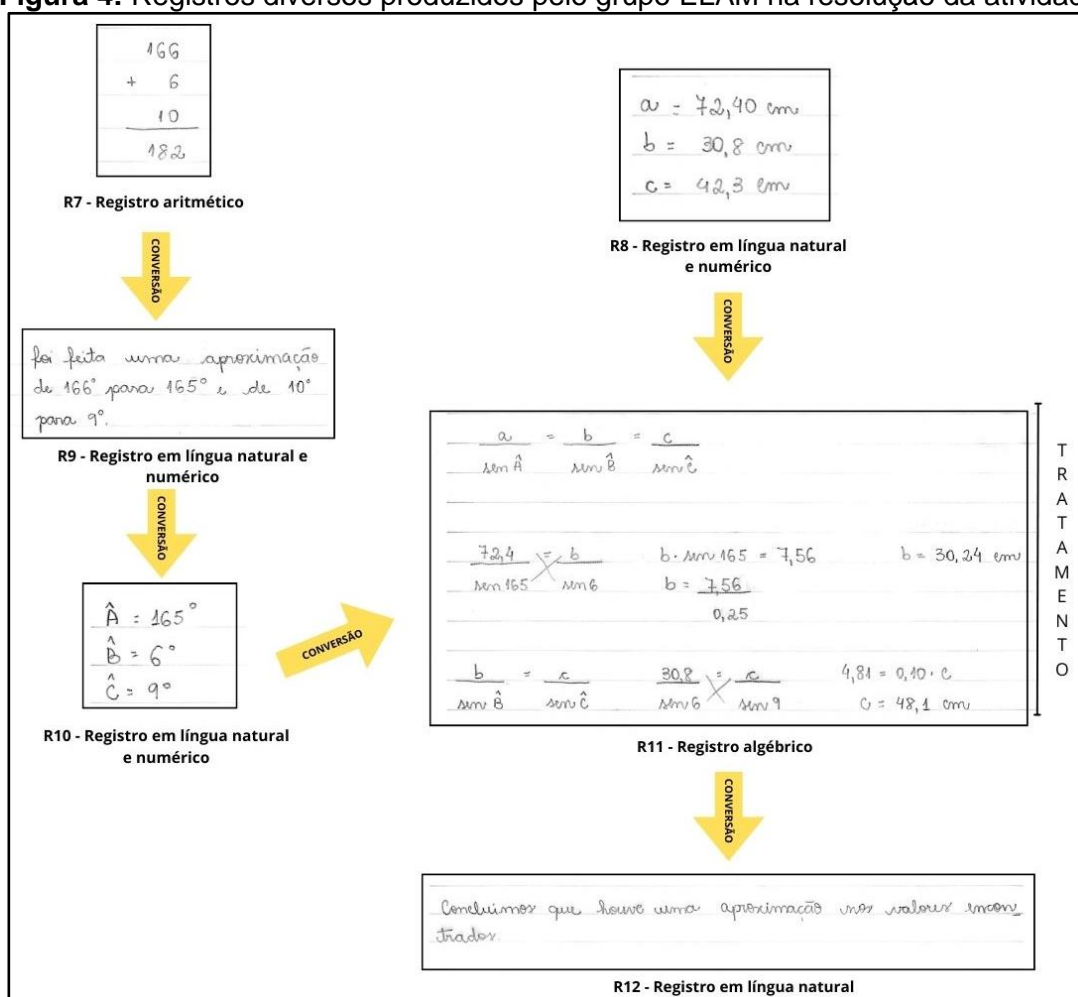 Figura 4: Registros diversos produzidos pelo grupo ELAM na resolução da atividade
166
+ 6
10
182
R7 - Registro aritmético
CONVERSÃO
foi feita uma aproximação
de 166° para 165° e de 10°
para 9°.
R9 - Registro em língua natural e
numérico
CONVERSÃO
Â = 165°
B̂ = 6°
Ĉ = 9°
R10 - Registro em língua natural
e numérico
CONVERSÃO
a = 72,40 cm
b = 30,8 cm
c = 42,3 cm
R8 - Registro em língua natural
e numérico
CONVERSÃO
a = b = c
sen Â sen B̂ sen Ĉ
72,4 = b b · sen 165 = 7,56 b = 30,24 cm
sen 165 sen 6 b = 7,56
0,25
b = c 30,8 = c 4,81 = 0,10 · c
sen B̂ sen Ĉ sen 6 sen 9 c = 48,1 cm
TRATAMENTO
R11 - Registro algébrico
CONVERSÃO
Concluimos que houve uma aproximação nos valores encon_
trados.
R12 - Registro em língua natural